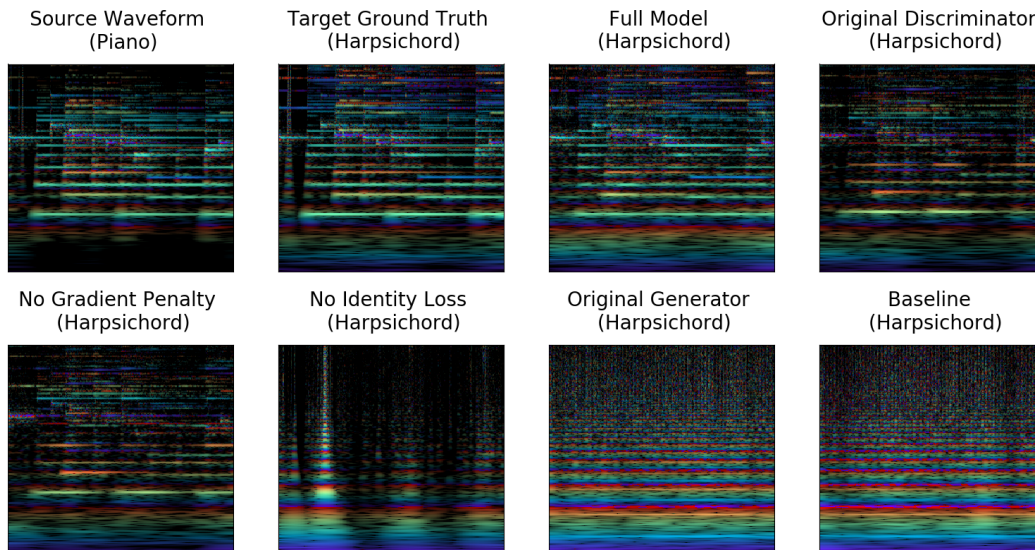 Source Waveform
(Piano)
Target Ground Truth
(Harpsichord)
Full Model
(Harpsichord)
Original Discriminator
(Harpsichord)
No Gradient Penalty
(Harpsichord)
No Identity Loss
(Harpsichord)
Original Generator
(Harpsichord)
Baseline
(Harpsichord)